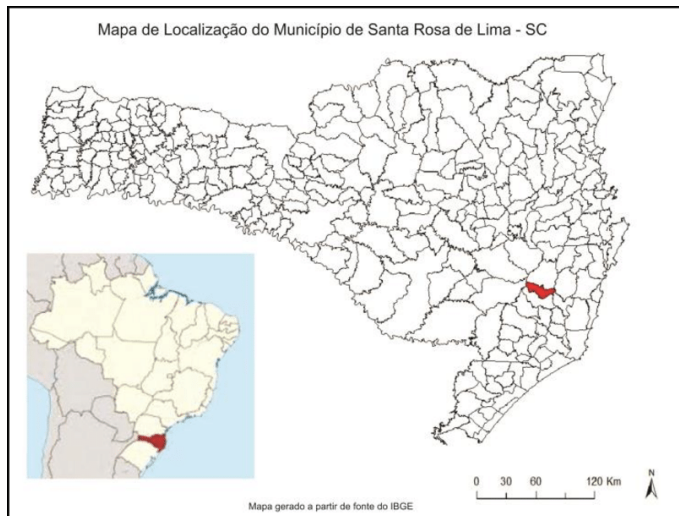 Mapa de Localização do Município de Santa Rosa de Lima - SC
N
0 30 60 120 Km
Mapa gerado a partir de fonte do IBGE